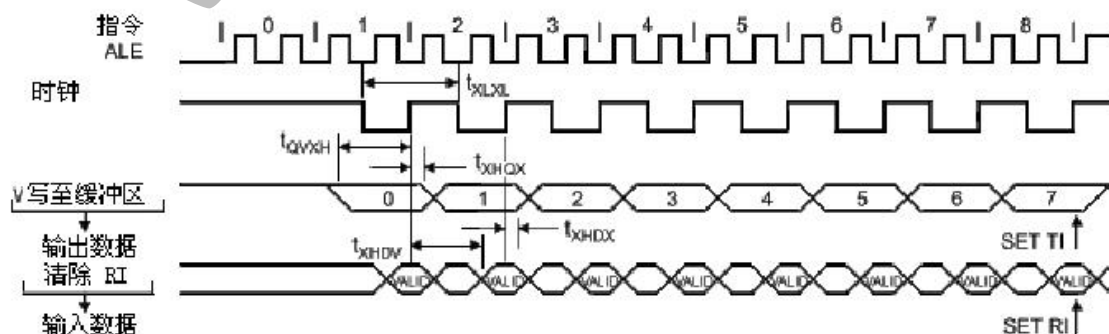 指令 0 1 2 3 4 5 6 7 8
ALE
tXLXL
时钟
tQVXH
tXHQX
写至缓冲区 0 1 2 3 4 5 6 7
tXHDV
tXHDX
输出数据
SET TI
清除 RI VALID VALID VALID VALID VALID VALID VALID VALID
输入数据
SET RI